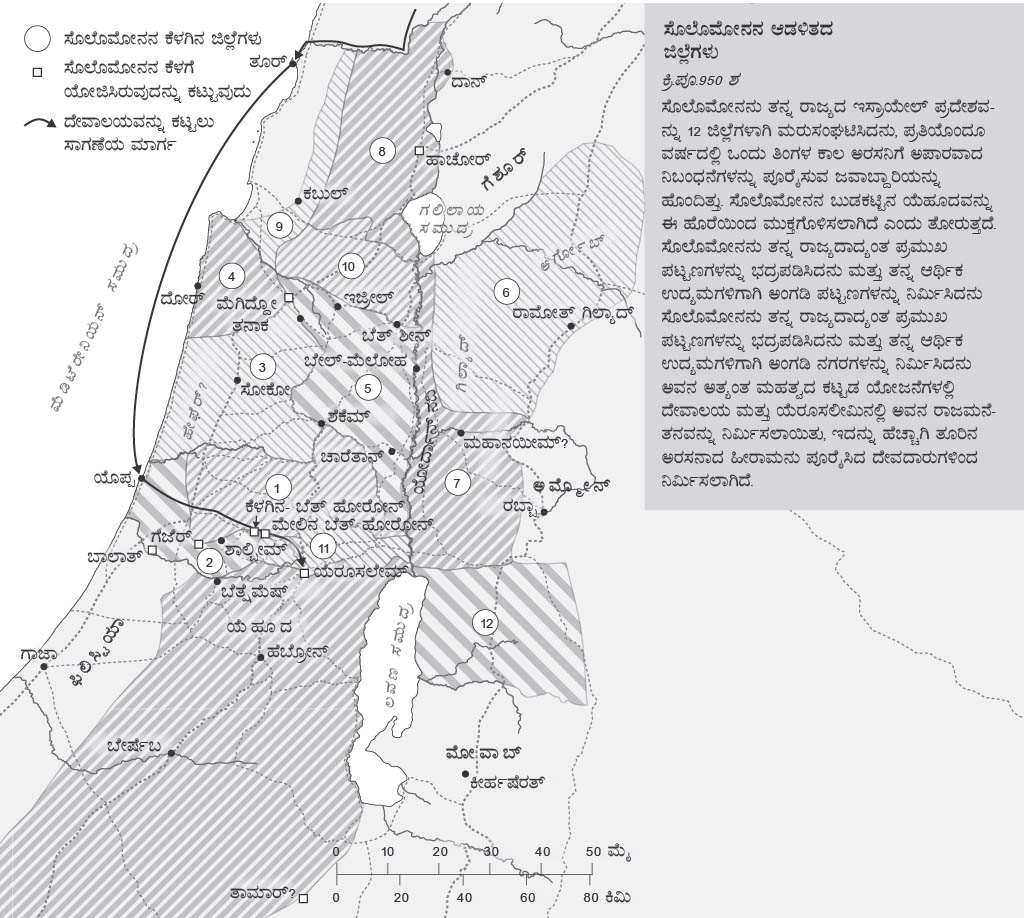 ಸೊಲೊಮೋನನ ಕೆಳಗಿನ ಜಿಲ್ಲೆಗಳು
ಸೊಲೊಮೋನನ ಕೆಳಗೆ
ಯೋಜಿಸಿರುವುದನ್ನು ಕಟ್ಟುವುದು
ದೇವಾಲಯವನ್ನು ಕಟ್ಟಲು
ಸಾಗಣೆಯ ಮಾರ್ಗ
ಸೊಲೊಮೋನನ ಆಡಳಿತದ
ಜಿಲ್ಲೆಗಳು
ಕ್ರಿ.ಪೂ.950 ಶ
ಸೊಲೊಮೋನನು ತನ್ನ ರಾಜ್ಯದ ಇಸ್ರಾಯೇಲ್ ಪ್ರದೇಶವ-
ನ್ನು 12 ಜಿಲ್ಲೆಗಳಾಗಿ ಮರುಸಂಘಟಿಸಿದನು, ಪ್ರತಿಯೊಂದೂ
ವರ್ಷದಲ್ಲಿ ಒಂದು ತಿಂಗಳ ಕಾಲ ಅರಸನಿಗೆ ಅಪಾರವಾದ
ನಿಬಂಧನೆಗಳನ್ನು ಪೂರೈಸುವ ಜವಾಬ್ದಾರಿಯನ್ನು
ಹೊಂದಿತ್ತು. ಸೊಲೊಮೋನನ ಬುಡಕಟ್ಟಿನ ಯೆಹೂದವನ್ನು
ಈ ಹೊರೆಯಿಂದ ಮುಕ್ತಗೊಳಿಸಲಾಗಿದೆ ಎಂದು ತೋರುತ್ತದೆ.
ಸೊಲೊಮೋನನು ತನ್ನ ರಾಜ್ಯದಾದ್ಯಂತ ಪ್ರಮುಖ
ಪಟ್ಟಣಗಳನ್ನು ಭದ್ರಪಡಿಸಿದನು ಮತ್ತು ತನ್ನ ಆರ್ಥಿಕ
ಉದ್ಯಮಗಳಿಗಾಗಿ ಅಂಗಡಿ ಪಟ್ಟಣಗಳನ್ನು ನಿರ್ಮಿಸಿದನು
ಸೊಲೊಮೋನನು ತನ್ನ ರಾಜ್ಯದಾದ್ಯಂತ ಪ್ರಮುಖ
ಪಟ್ಟಣಗಳನ್ನು ಭದ್ರಪಡಿಸಿದನು ಮತ್ತು ತನ್ನ ಆರ್ಥಿಕ
ಉದ್ಯಮಗಳಿಗಾಗಿ ಅಂಗಡಿ ನಗರಗಳನ್ನು ನಿರ್ಮಿಸಿದನು
ಅವನ ಅತ್ಯಂತ ಮಹತ್ವದ ಕಟ್ಟಡ ಯೋಜನೆಗಳಲ್ಲಿ
ದೇವಾಲಯ ಮತ್ತು ಯೆರೂಸಲೀಮಿನಲ್ಲಿ ಅವನ ರಾಜಮನೆ-
ತನವನ್ನು ನಿರ್ಮಿಸಲಾಯಿತು, ಇದನ್ನು ಹೆಚ್ಚಾಗಿ ತೂರಿನ
ಅರಸನಾದ ಹೀರಾಮನು ಪೂರೈಸಿದ ದೇವದಾರುಗಳಿಂದ
ನಿರ್ಮಿಸಲಾಗಿದೆ.
ತೂರ್
ದಾನ್
8
ಹಾಚೋರ್
ಗೆಶೂರ್
ಕಬುಲ್
ಗಲಿಲಾಯ
ಸಮುದ್ರ
9
ಅರ್ಗೋಬ್
ಮೆಡಿಟೆರೇನಿಯನ್ ಸಮುದ್ರ
4
10
6
ದೋರ್
ಮೆಗಿದ್ದೋ
ಇಜ್ರೀಲ್
ರಾಮೋತ್ ಗಿಲ್ಯಾದ್
ತನಾಕ
ಬೆತ್ ಶೀನ್
ಬೇಲ್-ಮೆಲೋಹ
3
5
ಸೋಕೋ
ಹೇಫೆರ್?
ಶೆಕೆಮ್
ಮಹಾನಯೀಮ್?
ಚಾರೆತಾನ್
ಯೊಪ್ಪ
1
7
ಅಮ್ಮೋನ್
ರಬ್ಬಾ
ಕೆಳಗಿನ- ಬೆತ್ ಹೋರೋನ್
ಮೇಲಿನ ಬೆತ್-ಹೋರೋನ್
ಗೆಜೆರ್
ಶಾಲ್ಬೀಮ್
11
ಬಾಲಾತ್
2
ಯೆರೂಸಲೇಮ್
ಬೆತ್ಷೆಮೆಷ್
ಯೆಹೂದ
12
ಗಾಜಾ
ಫಿಲಿಸ್ಟಿಯಾ
ಹೆಬ್ರೋನ್
ಲವಣ ಸಮುದ್ರ
ಬೇರ್ಷೆಬ
ಮೋವಾಬ್
ಕೀರ್ಹಷೆರತ್
0 10 20 30 40 50 ಮೈ
0 20 40 60 80 ಕಿಮಿ
ತಾಮಾರ್?